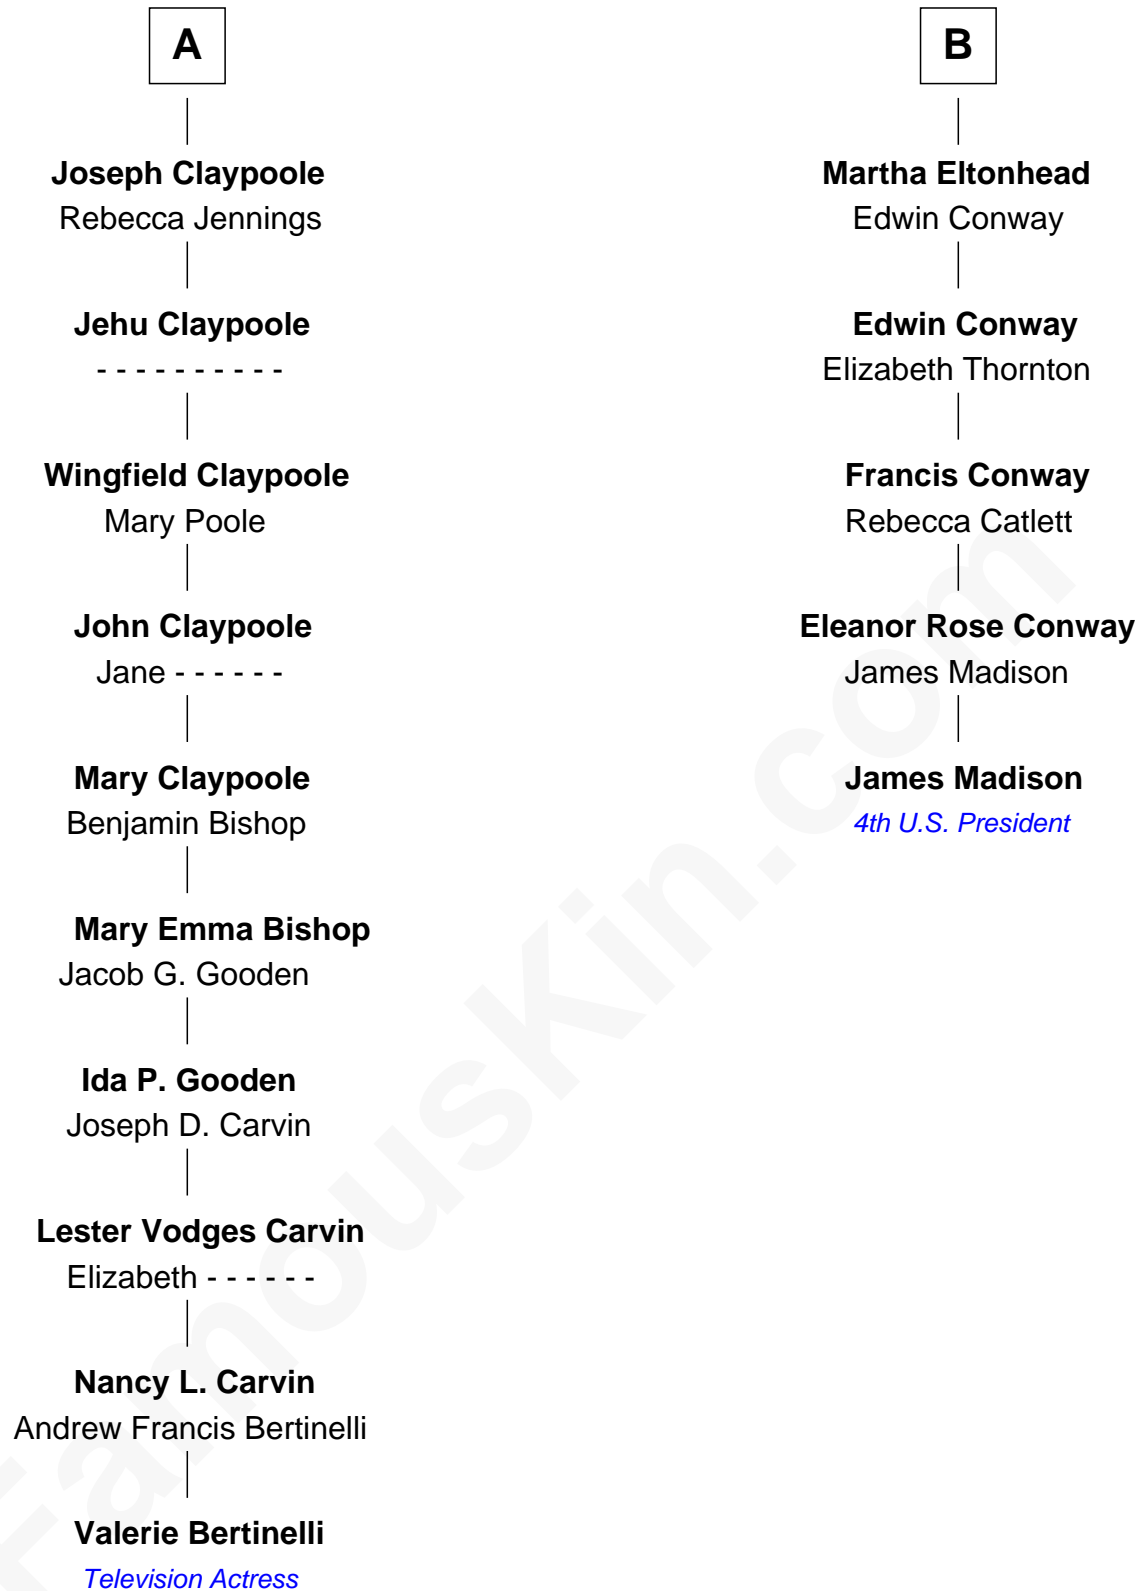 A
Joseph Claypoole
Rebecca Jennings
Jehu Claypoole
- - - - - - - - - -
Wingfield Claypoole
Mary Poole
John Claypoole
Jane - - - - - -
Mary Claypoole
Benjamin Bishop
Mary Emma Bishop
Jacob G. Gooden
Ida P. Gooden
Joseph D. Carvin
Lester Vodges Carvin
Elizabeth - - - - - -
Nancy L. Carvin
Andrew Francis Bertinelli
Valerie Bertinelli
Television Actress
B
Martha Eltonhead
Edwin Conway
Edwin Conway
Elizabeth Thornton
Francis Conway
Rebecca Catlett
Eleanor Rose Conway
James Madison
James Madison
4th U.S. President
FamousKin.com